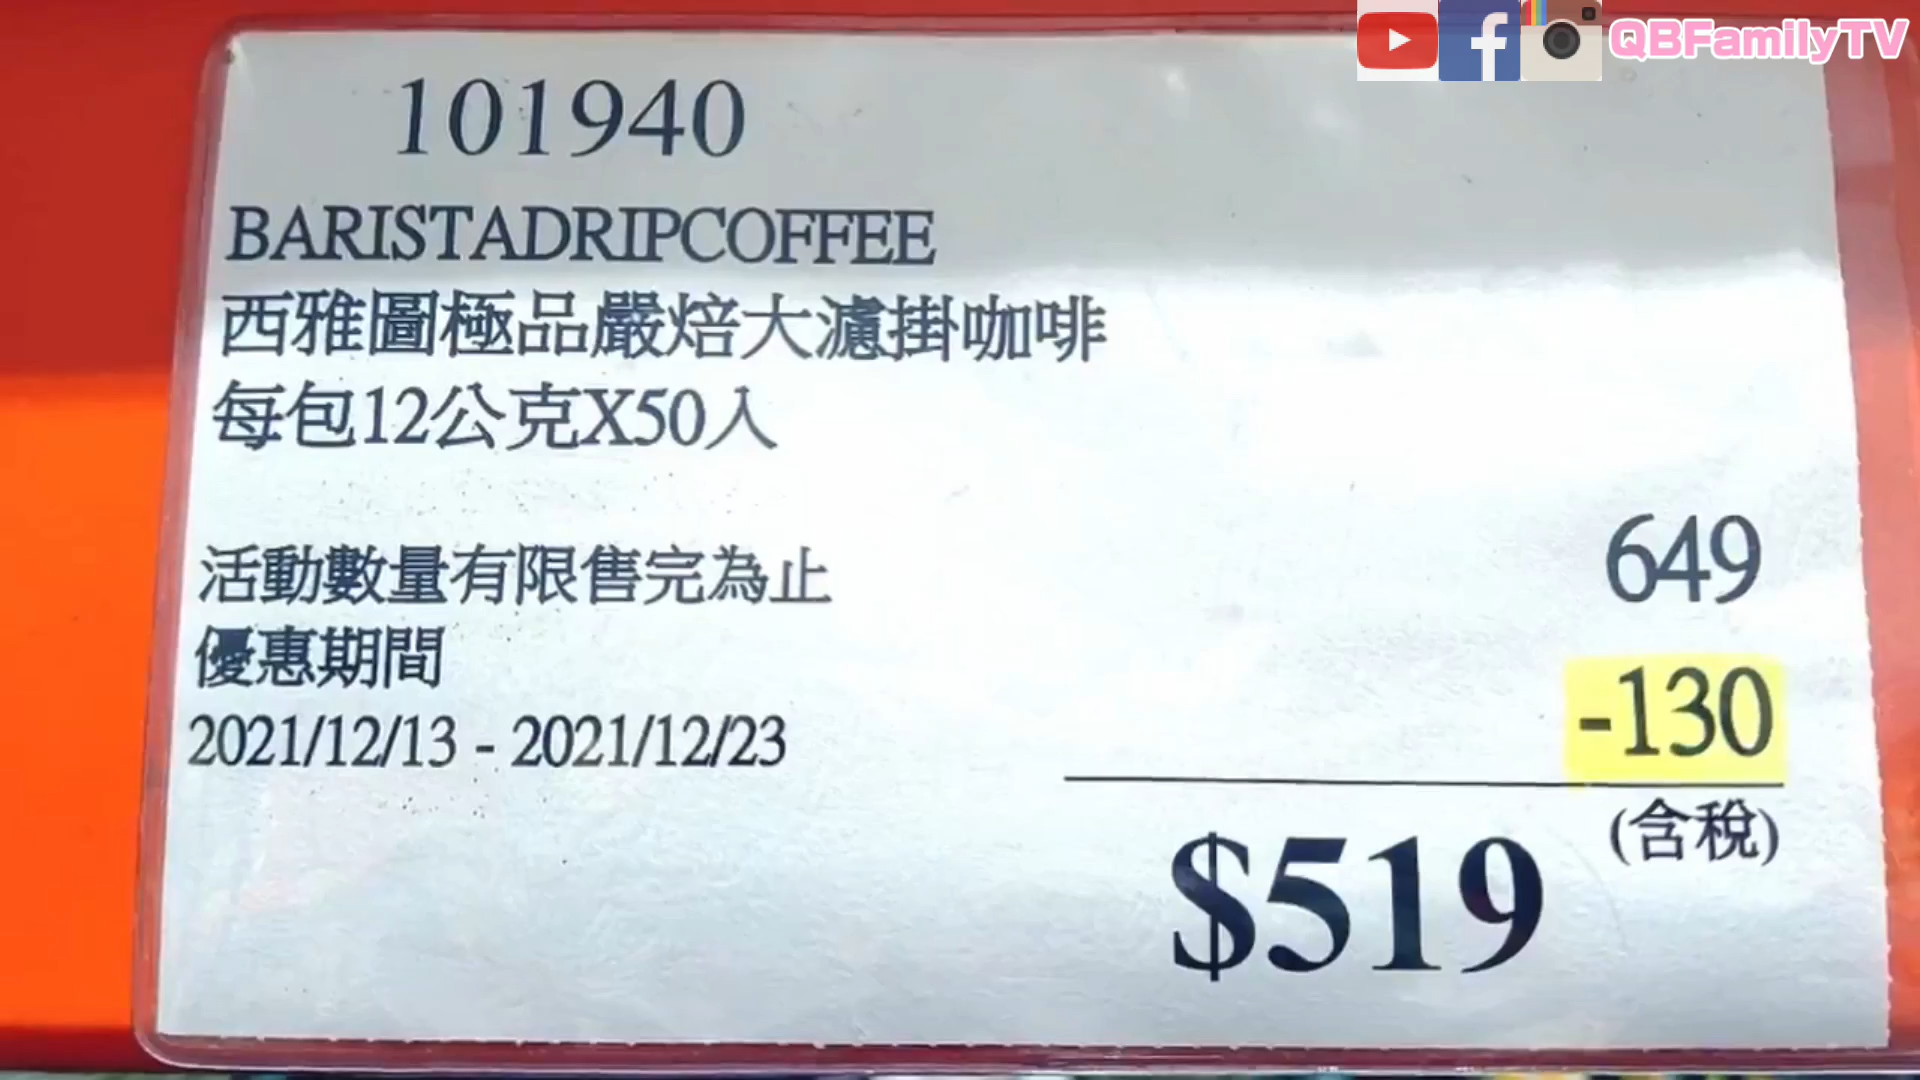 QBFamilyTV
101940
BARISTADRIPCOFFEE
西雅圖極品嚴焙大濾掛咖啡
每包12公克X50入
活動數量有限售完為止
優惠期間
2021/12/13 - 2021/12/23
649
-130
(含稅)
$519